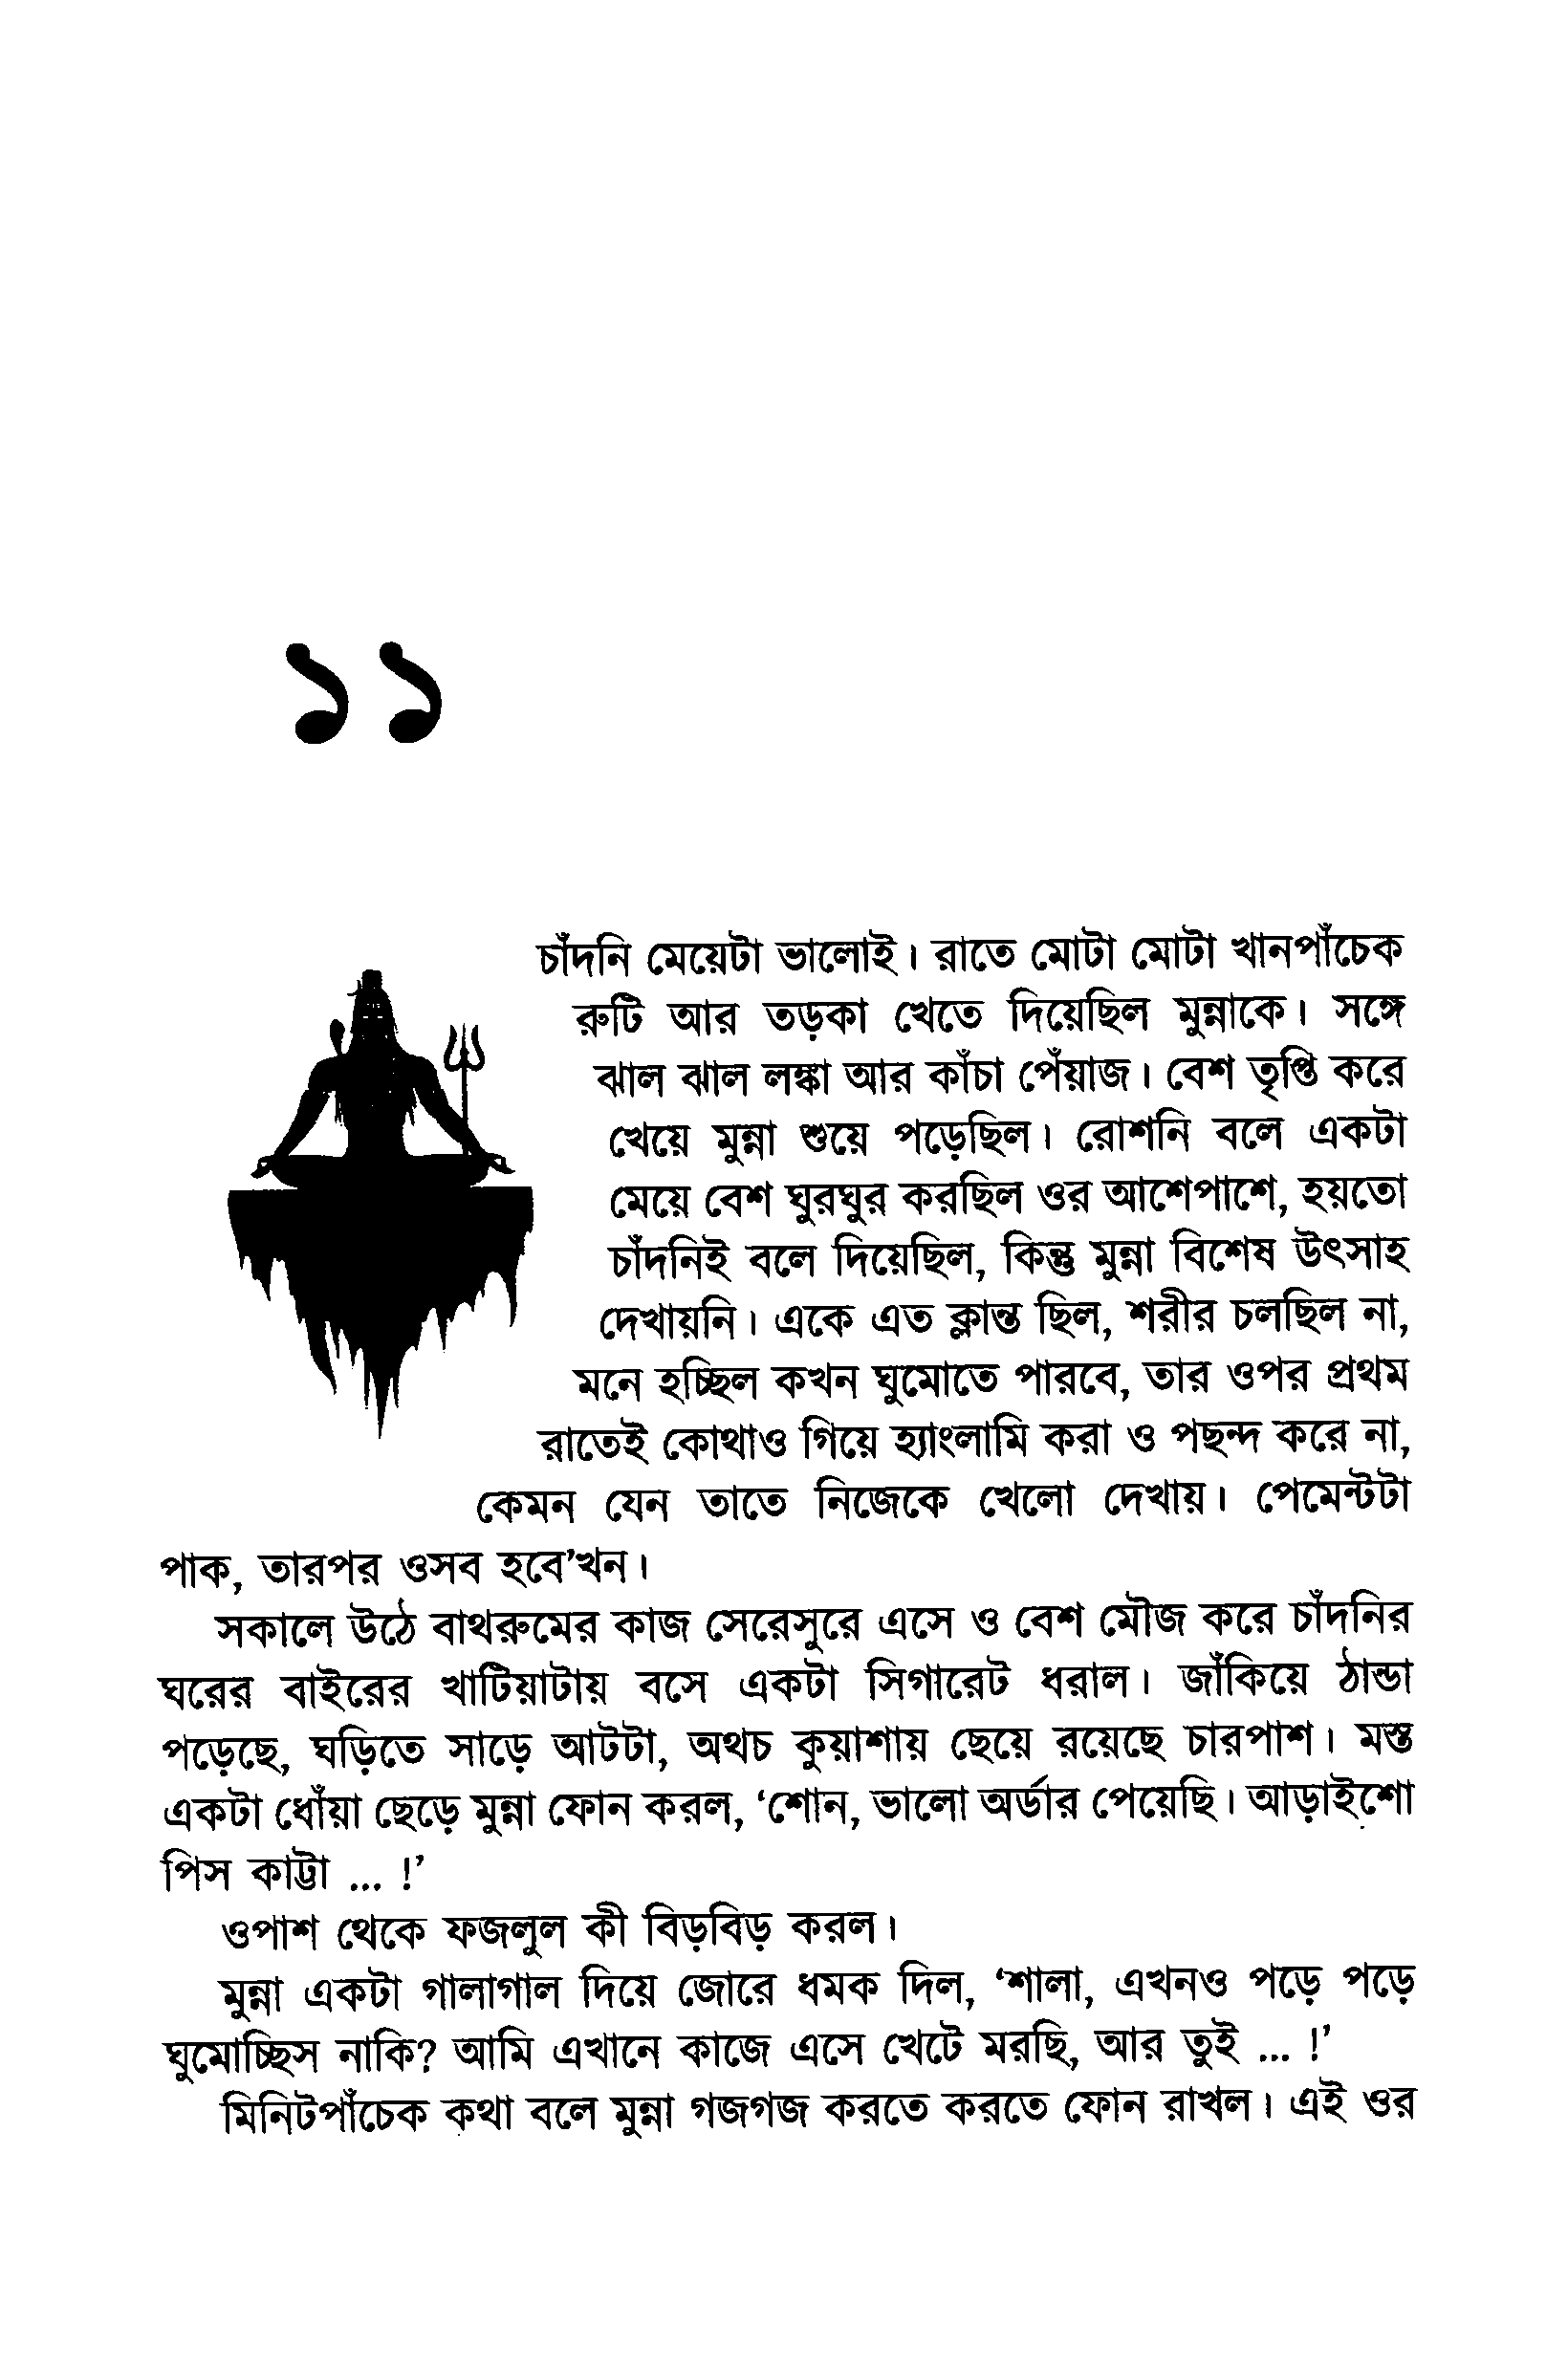 ১১
চাঁদনি মেয়েটা ভালোই। রাতে মোটা মোটা খানপাঁচেক
রুটি আর তড়কা খেতে দিয়েছিল মুন্নাকে। সঙ্গে
ঝাল ঝাল লঙ্কা আর কাঁচা পেঁয়াজ। বেশ তৃপ্তি করে
খেয়ে মুন্না শুয়ে পড়েছিল। রোশনি বলে একটা
মেয়ে বেশ ঘুরঘুর করছিল ওর আশেপাশে, হয়তো
চাঁদনিই বলে দিয়েছিল, কিন্তু মুন্না বিশেষ উৎসাহ
দেখায়নি। একে এত ক্লান্ত ছিল, শরীর চলছিল না,
মনে হচ্ছিল কখন ঘুমোতে পারবে, তার ওপর প্রথম
রাতেই কোথাও গিয়ে হ্যাংলামি করা ও পছন্দ করে না,
কেমন যেন তাতে নিজেকে খেলো দেখায়। পেমেন্টটা
পাক, তারপর ওসব হবে’খন।
সকালে উঠে বাথরুমের কাজ সেরেসুরে এসে ও বেশ মৌজ করে চাঁদনির
ঘরের বাইরের খাটিয়াটায় বসে একটা সিগারেট ধরাল। জাঁকিয়ে ঠান্ডা
পড়েছে, ঘড়িতে সাড়ে আটটা, অথচ কুয়াশায় ছেয়ে রয়েছে চারপাশ। মস্ত
একটা ধোঁয়া ছেড়ে মুন্না ফোন করল, ‘শোন, ভালো অর্ডার পেয়েছি। আড়াইশো
পিস কাট্টা ... !’
ওপাশ থেকে ফজলুল কী বিড়বিড় করল।
মুন্না একটা গালাগাল দিয়ে জোরে ধমক দিল, ‘শালা, এখনও পড়ে পড়ে
ঘুমোচ্ছিস নাকি? আমি এখানে কাজে এসে খেটে মরছি, আর তুই ... !’
মিনিটপাঁচেক কথা বলে মুন্না গজগজ করতে করতে ফোন রাখল। এই ওর